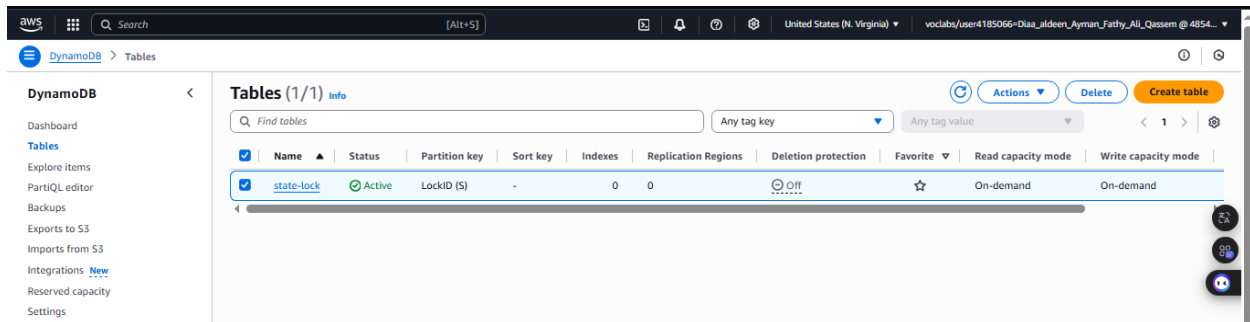 aws Search [Alt+S] United States (N. Virginia) ▼ voclabs/user4185066=Diaa_aldeen_Ayman_Fathy_Ali_Qassem @ 4854... ▼
DynamoDB > Tables
DynamoDB
Dashboard
Tables
Explore items
PartiQL editor
Backups
Exports to S3
Imports from S3
Integrations New
Reserved capacity
Settings
Tables (1/1) Info Actions ▼ Delete Create table
Find tables Any tag key ▼ Any tag value ▼ < 1 >
Name ▲ Status Partition key Sort key Indexes Replication Regions Deletion protection Favorite ▽ Read capacity mode Write capacity mode
state-lock Active LockID (S) - 0 0 Off On-demand On-demand